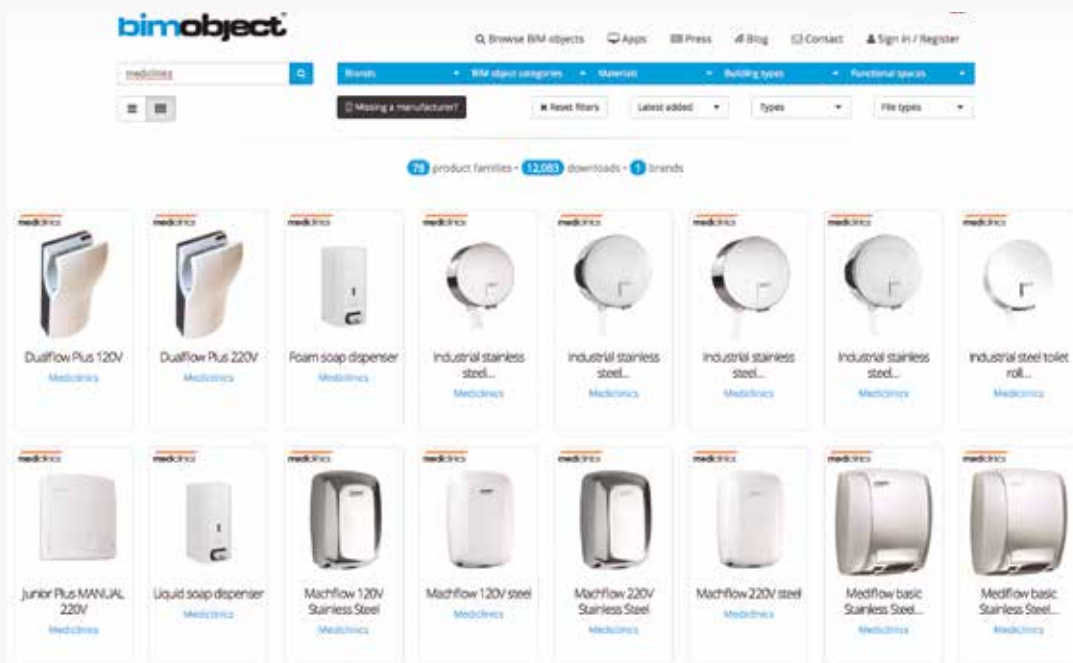 bimobject
Browse BIM objects Apps Press Blog Contact Sign in / Register
mediclinics
Brands BIM object categories Materials Building types Functional spaces
Missing a manufacturer? Reset filters Latest added Types File types
78 product families • 12,083 downloads • 1 brands
mediclinics mediclinics mediclinics mediclinics mediclinics mediclinics mediclinics mediclinics
Dualflow Plus 120V Dualflow Plus 220V Foam soap dispenser Industrial stainless steel... Industrial stainless steel... Industrial stainless steel... Industrial stainless steel... Industrial steel toilet roll...
Mediclinics Mediclinics Mediclinics Mediclinics Mediclinics Mediclinics Mediclinics Mediclinics
mediclinics mediclinics mediclinics mediclinics mediclinics mediclinics mediclinics mediclinics
Junior Plus MANUAL 220V Liquid soap dispenser Machflow 120V Stainless Steel Machflow 120V steel Machflow 220V Stainless Steel Machflow 220V steel Mediflow basic Stainless Steel... Mediflow basic Stainless Steel...
Mediclinics Mediclinics Mediclinics Mediclinics Mediclinics Mediclinics Mediclinics Mediclinics